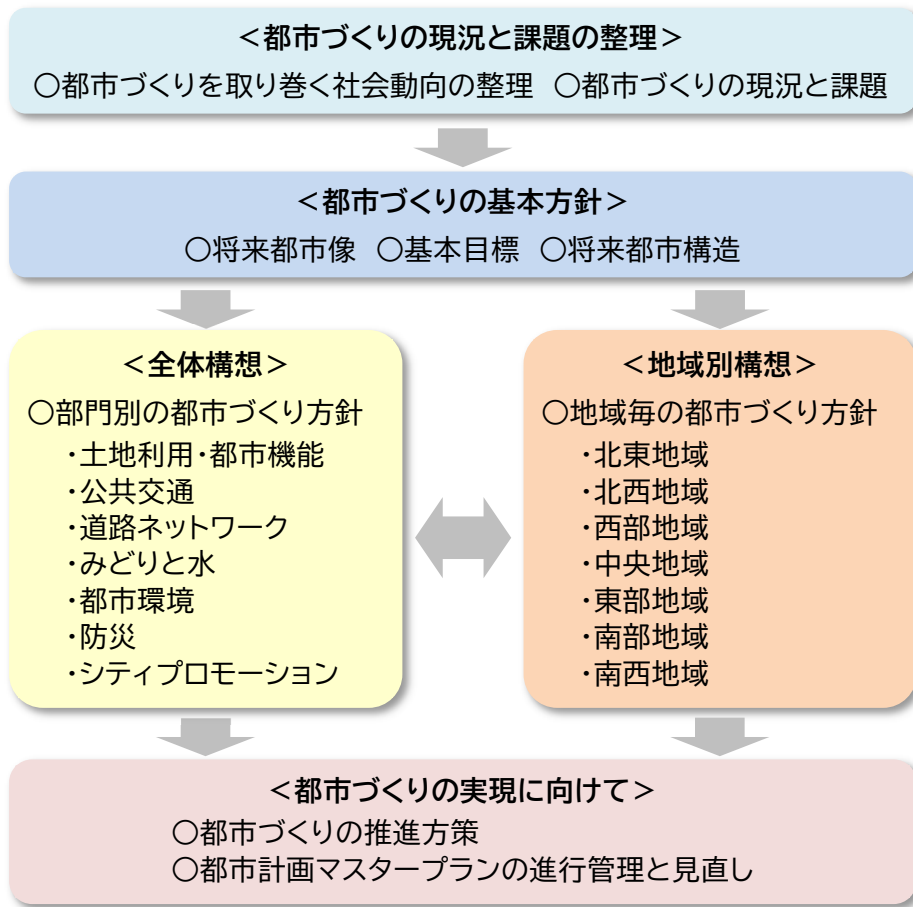 ＜都市づくりの現況と課題の整理＞
○都市づくりを取り巻く社会動向の整理 ○都市づくりの現況と課題
＜都市づくりの基本方針＞
○将来都市像 ○基本目標 ○将来都市構造
＜全体構想＞
○部門別の都市づくり方針
・土地利用・都市機能
・公共交通
・道路ネットワーク
・みどりと水
・都市環境
・防災
・シティプロモーション
＜地域別構想＞
○地域毎の都市づくり方針
・北東地域
・北西地域
・西部地域
・中央地域
・東部地域
・南部地域
・南西地域
＜都市づくりの実現に向けて＞
○都市づくりの推進方策
○都市計画マスタープランの進行管理と見直し